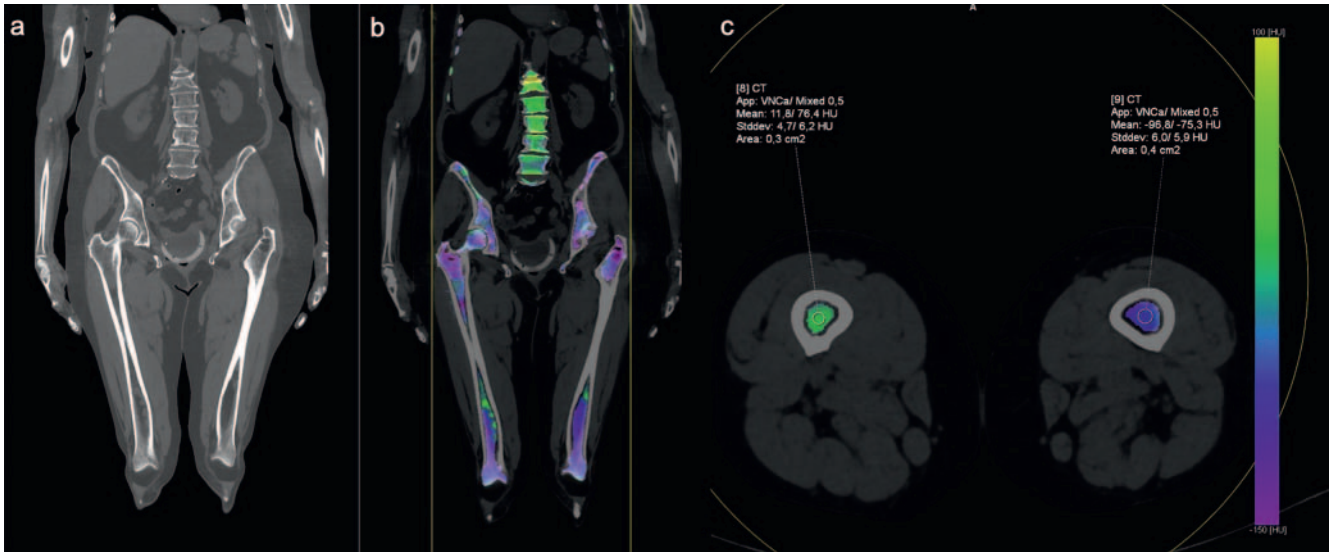 a
b
c
A
100 [HU]
[8] CT
App: VNCa/ Mixed 0,5
Mean: 11,8/ 76,4 HU
Stddev: 4,7/ 6,2 HU
Area: 0,3 cm2
[9] CT
App: VNCa/ Mixed 0,5
Mean: -96,8/ -75,3 HU
Stddev: 6,0/ 5,9 HU
Area: 0,4 cm2
-150 [HU]